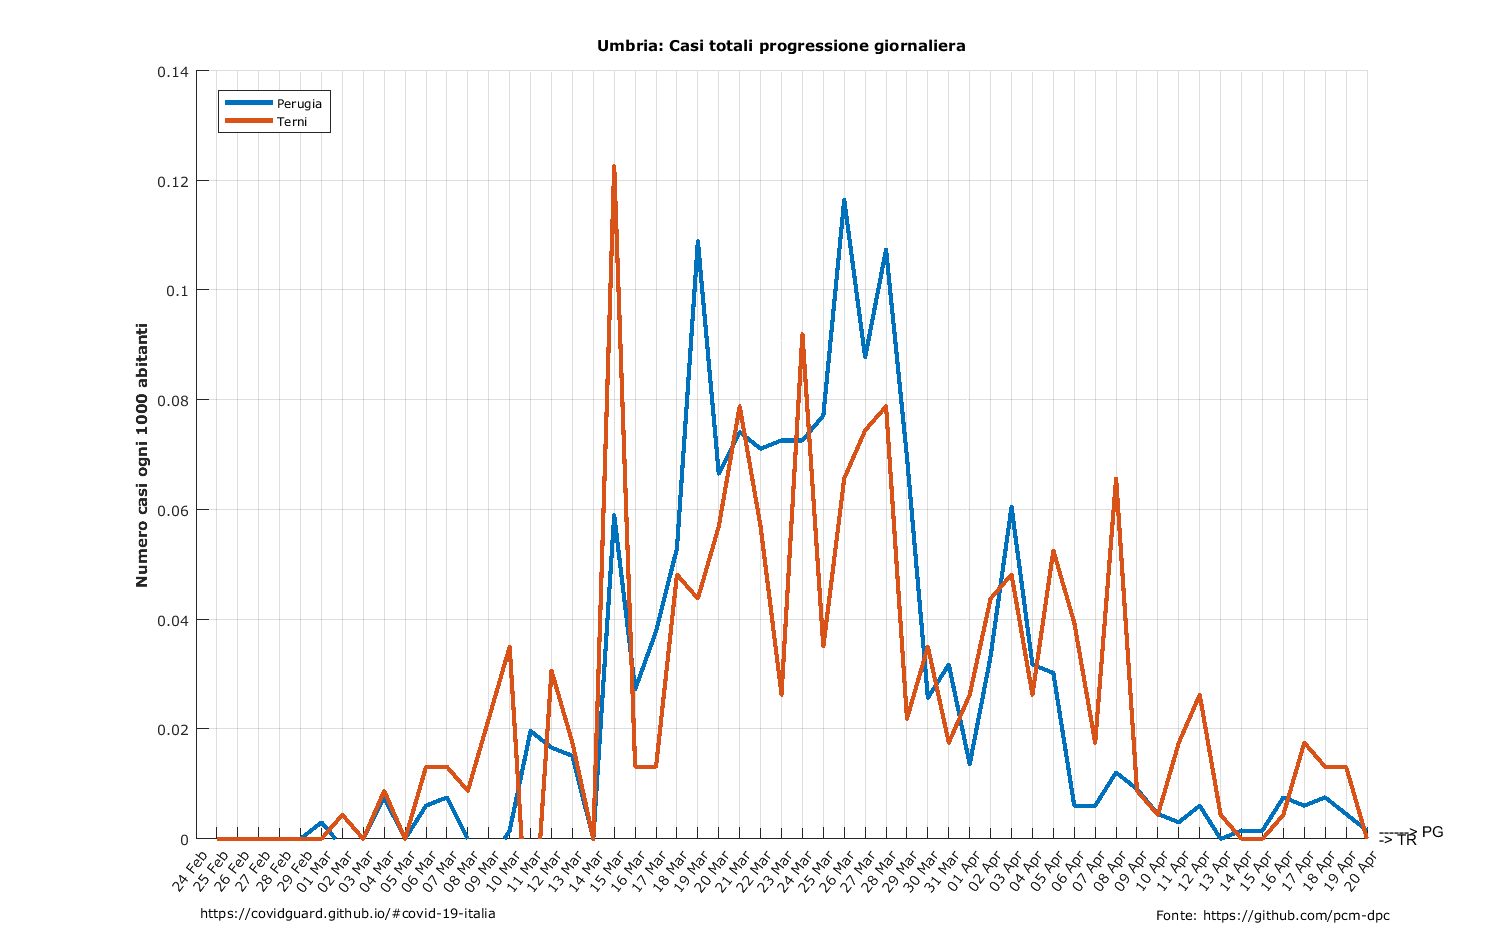 Umbria: Casi totali progressione giornaliera
Numero casi ogni 1000 abitanti
0.14
0.12
0.1
0.08
0.06
0.04
0.02
0
Perugia
Terni
24 Feb
25 Feb
26 Feb
27 Feb
28 Feb
29 Feb
01 Mar
02 Mar
03 Mar
04 Mar
05 Mar
06 Mar
07 Mar
08 Mar
09 Mar
10 Mar
11 Mar
12 Mar
13 Mar
14 Mar
15 Mar
16 Mar
17 Mar
18 Mar
19 Mar
20 Mar
21 Mar
22 Mar
23 Mar
24 Mar
25 Mar
26 Mar
27 Mar
28 Mar
29 Mar
30 Mar
31 Mar
01 Apr
02 Apr
03 Apr
04 Apr
05 Apr
06 Apr
07 Apr
08 Apr
09 Apr
10 Apr
11 Apr
12 Apr
13 Apr
14 Apr
15 Apr
16 Apr
17 Apr
18 Apr
19 Apr
20 Apr
------> PG
-> TR
https://covidguard.github.io/#covid-19-italia
Fonte: https://github.com/pcm-dpc